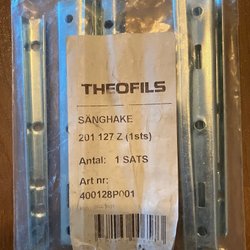 THEOFILS
SÄNGHAKE
201 127 Z (1sts)
Antal: 1 SATS
Art nr:
400128P001